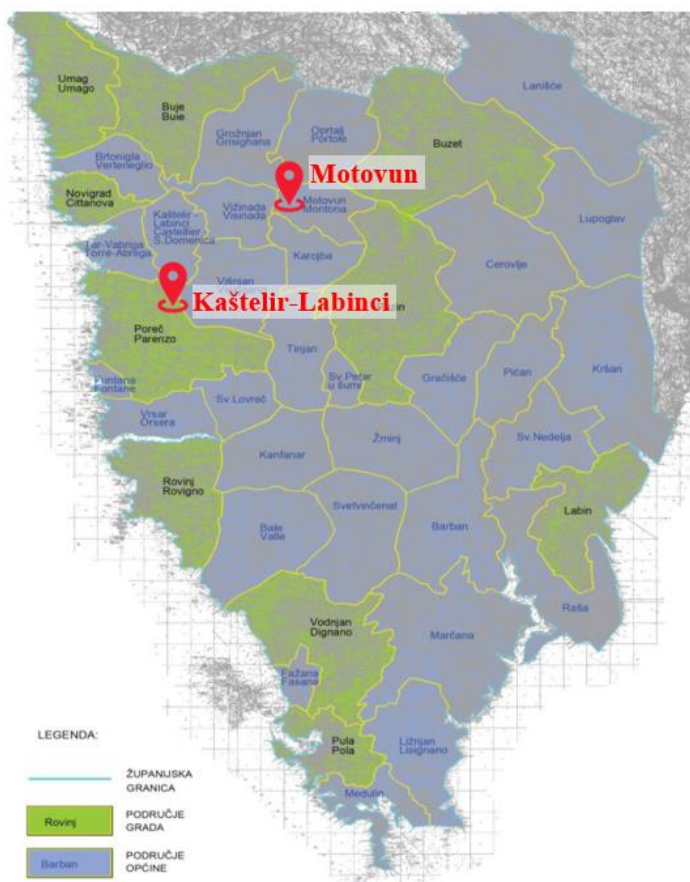 Umag
Umago
Buje
Buie
Grožnjan
Grisignana
Oprtalj
Portole
Buzet
Lanišće
Brtonigla
Verteneglio
Motovun
Novigrad
Cittanova
Kaštelir -
Labinci
Castellier
S.Domenica
Vižinada
Visinada
Motovun
Montona
Lupoglav
Tar-Vabriga
Torre-Abrega
Karojba
Cerovlje
Višnjan
Kaštelir-Labinci
zin
Poreč
Parenzo
Tinjan
Sv.Petar
u šumi
Gračišće
Pićan
Kršan
Funtana
Fontane
Vrsar
Orsera
Sv.Lovreč
Kanfanar
Žminj
Sv.Nedelja
Rovinj
Rovigno
Bale
Valle
Svetvinčenat
Barban
Labin
Raša
Vodnjan
Dignano
Marčana
Fažana
Fasana
Pula
Pola
Ližnjan
Lisignano
Medulin
LEGENDA:
ŽUPANIJSKA
GRANICA
Rovinj
PODRUČJE
GRADA
Barban
PODRUČJE
OPĆINE